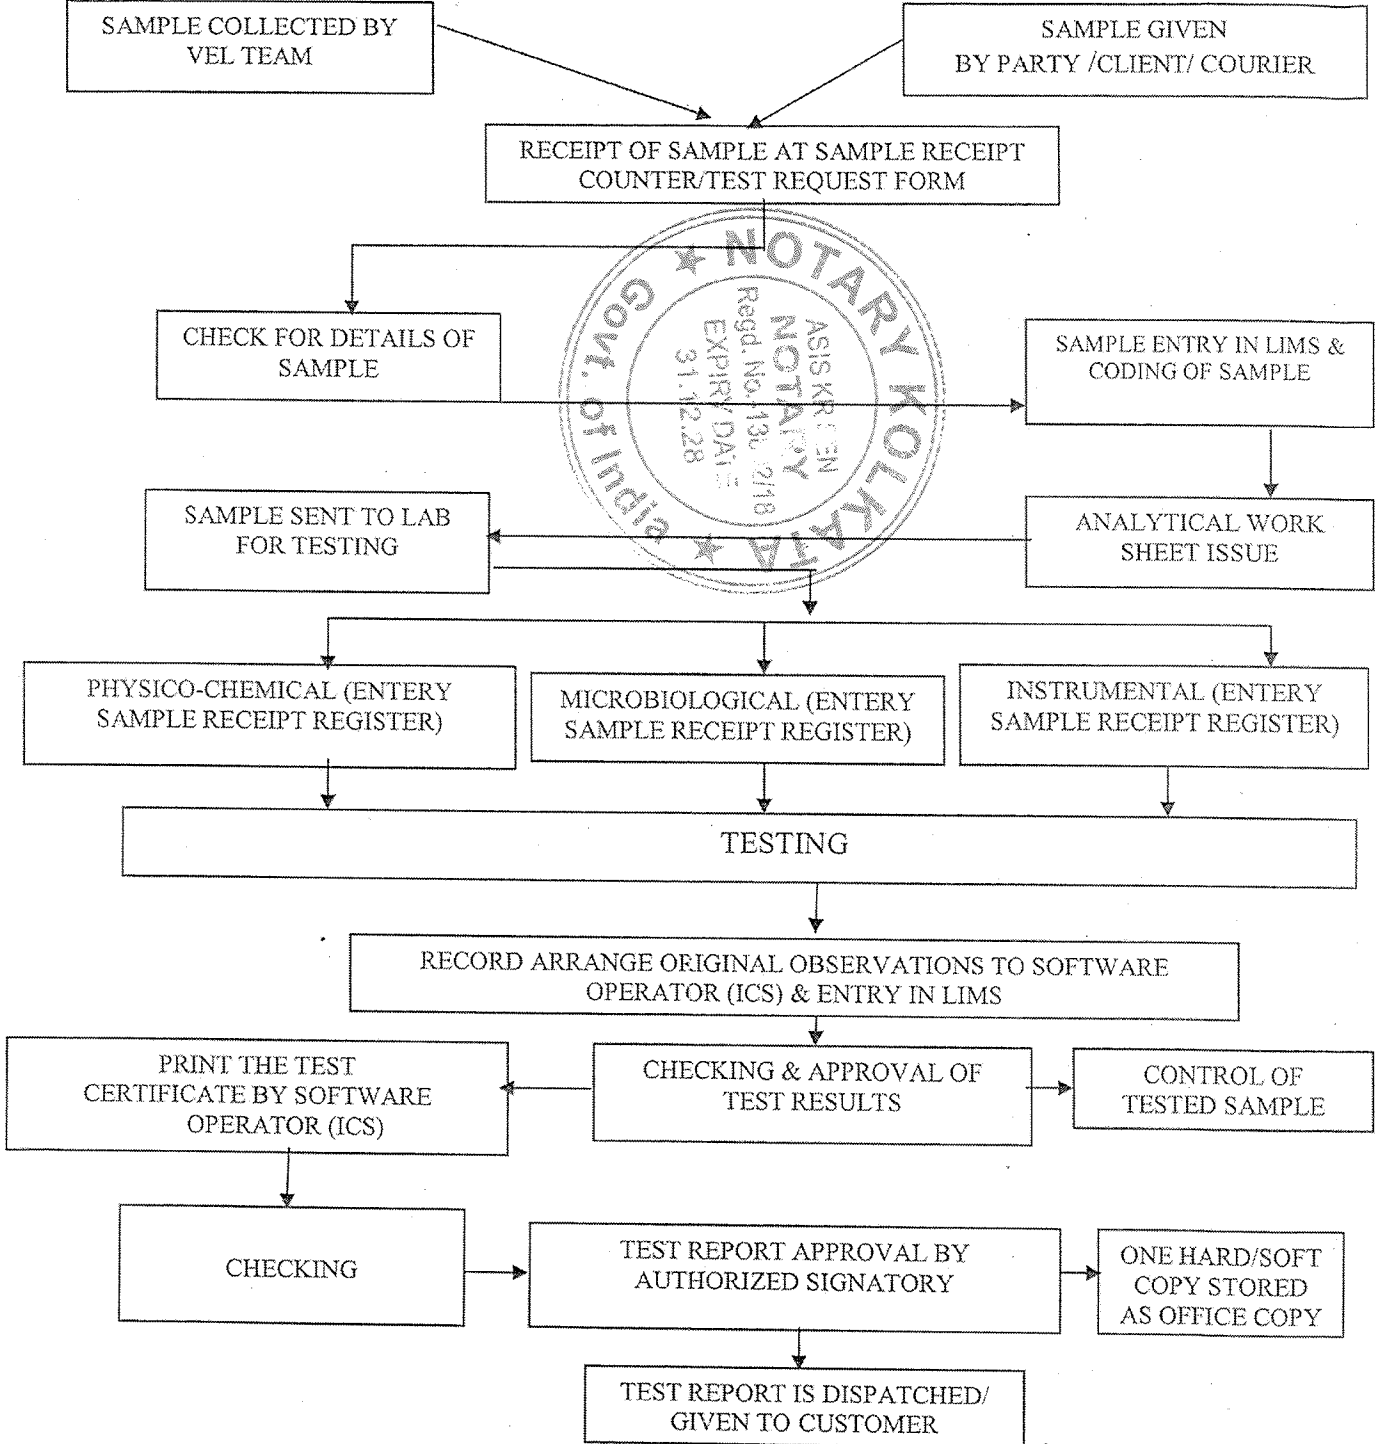 SAMPLE COLLECTED BY
VEL TEAM
SAMPLE GIVEN
BY PARTY /CLIENT/ COURIER
RECEIPT OF SAMPLE AT SAMPLE RECEIPT
COUNTER/TEST REQUEST FORM
★ NOTARY KOLKATA ★
Govt. of India
ASIS KR SEN
NOTARY
Regd. No.
EXPIRY DATE
31.12.28
CHECK FOR DETAILS OF
SAMPLE
SAMPLE ENTRY IN LIMS &
CODING OF SAMPLE
SAMPLE SENT TO LAB
FOR TESTING
ANALYTICAL WORK
SHEET ISSUE
PHYSICO-CHEMICAL (ENTERY
SAMPLE RECEIPT REGISTER)
MICROBIOLOGICAL (ENTERY
SAMPLE RECEIPT REGISTER)
INSTRUMENTAL (ENTERY
SAMPLE RECEIPT REGISTER)
TESTING
RECORD ARRANGE ORIGINAL OBSERVATIONS TO SOFTWARE
OPERATOR (ICS) & ENTRY IN LIMS
PRINT THE TEST
CERTIFICATE BY SOFTWARE
OPERATOR (ICS)
CHECKING & APPROVAL OF
TEST RESULTS
CONTROL OF
TESTED SAMPLE
CHECKING
TEST REPORT APPROVAL BY
AUTHORIZED SIGNATORY
ONE HARD/SOFT
COPY STORED
AS OFFICE COPY
TEST REPORT IS DISPATCHED/
GIVEN TO CUSTOMER